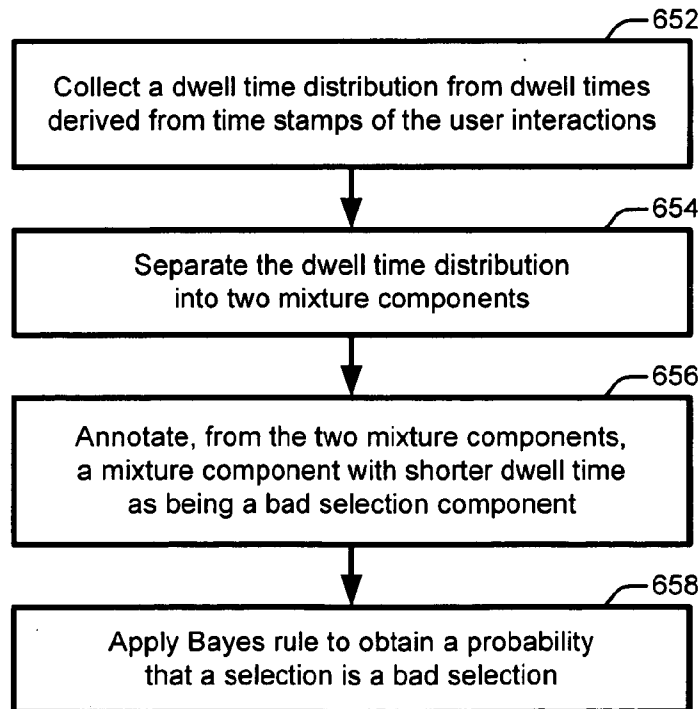 652
Collect a dwell time distribution from dwell times
derived from time stamps of the user interactions
654
Separate the dwell time distribution
into two mixture components
656
Annotate, from the two mixture components,
a mixture component with shorter dwell time
as being a bad selection component
658
Apply Bayes rule to obtain a probability
that a selection is a bad selection